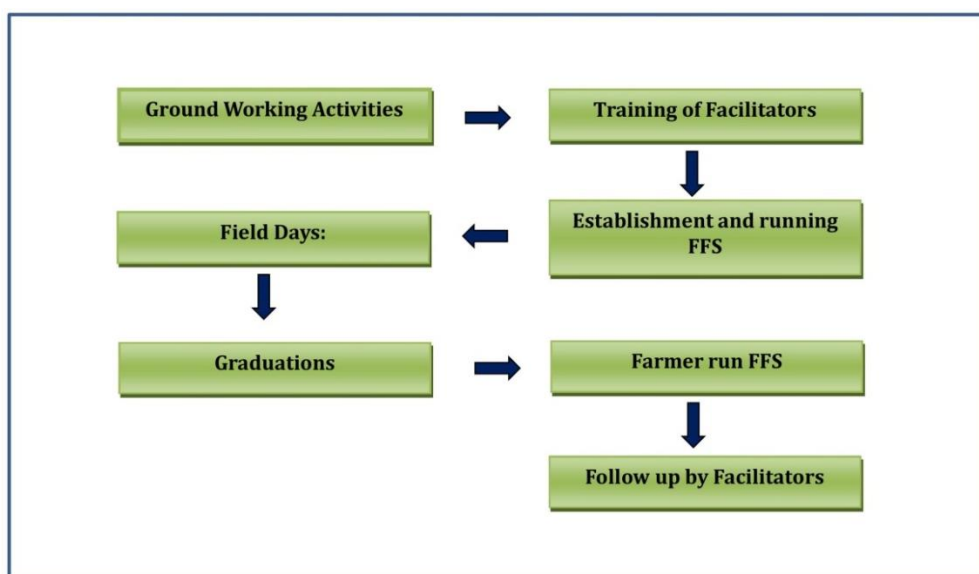 Ground Working Activities
Training of Facilitators
Establishment and running
FFS
Field Days:
Graduations
Farmer run FFS
Follow up by Facilitators